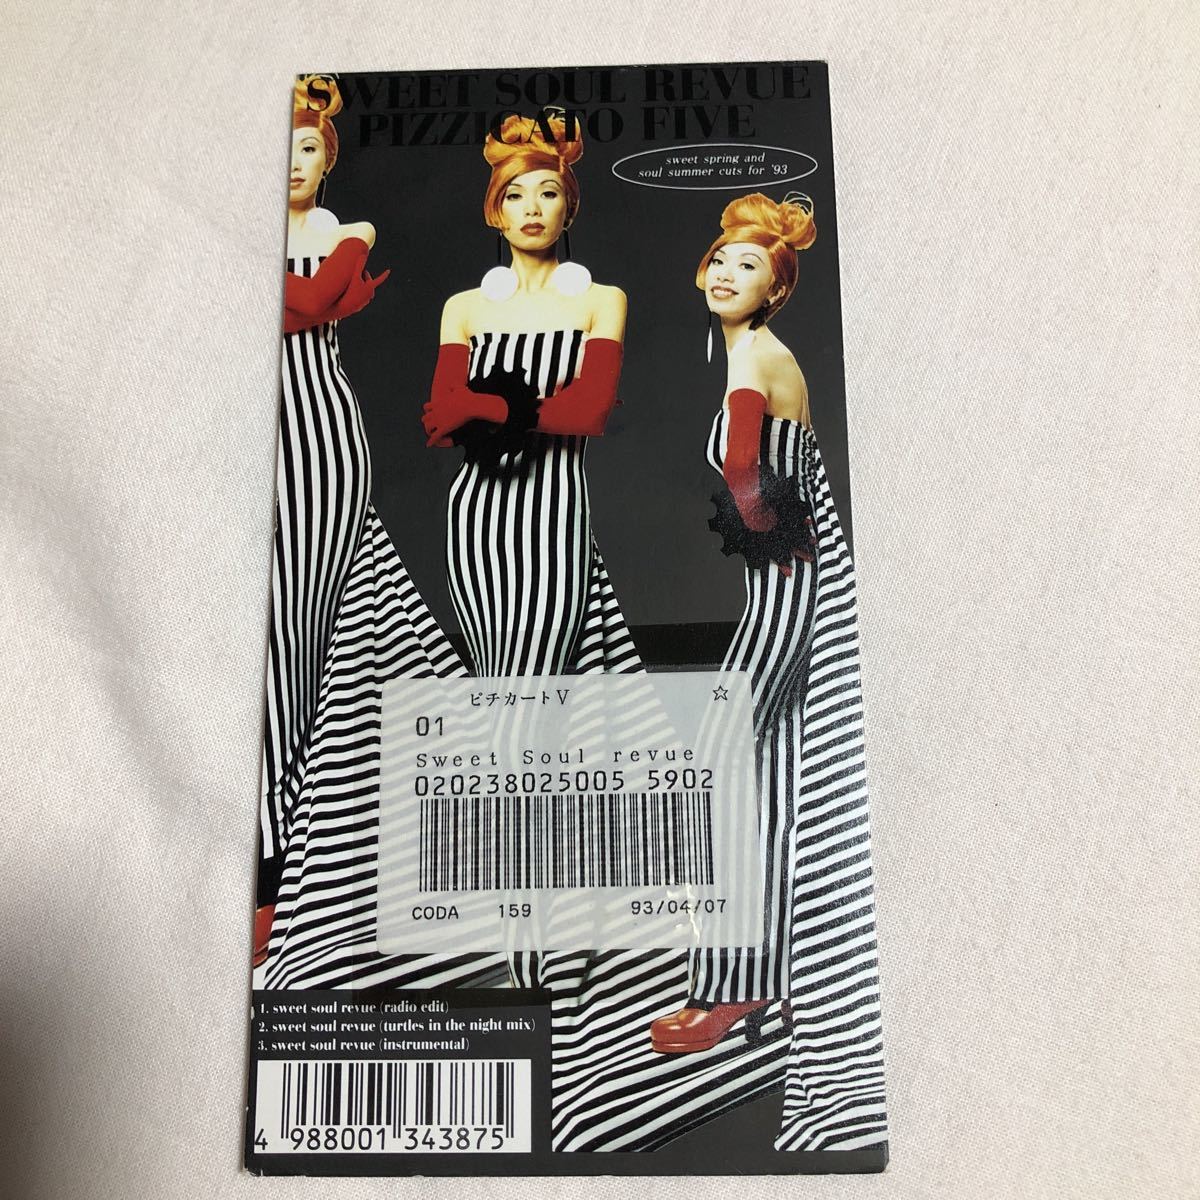 SWEET SOUL REVUE
PIZZICATO FIVE
sweet spring and
soul summer cuts for '93
ピチカートV ☆
01
Sweet Soul revue
020238025005 5902
CODA 159 93/04/07
1. sweet soul revue (radio edit)
2. sweet soul revue (turtles in the night mix)
3. sweet soul revue (instrumental)
4 988001 343875